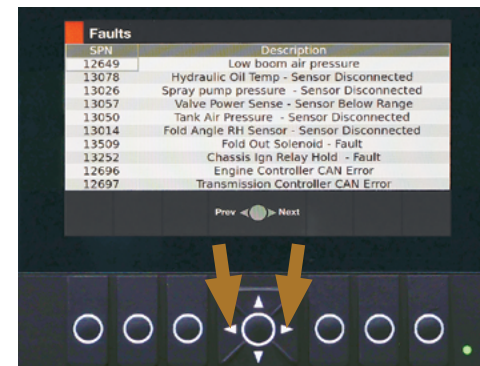 Faults
SPN Description
12649 Low boom air pressure
13078 Hydraulic Oil Temp - Sensor Disconnected
13026 Spray pump pressure - Sensor Disconnected
13057 Valve Power Sense - Sensor Below Range
13050 Tank Air Pressure - Sensor Disconnected
13014 Fold Angle RH Sensor - Sensor Disconnected
13509 Fold Out Solenoid - Fault
13252 Chassis Ign Relay Hold - Fault
12696 Engine Controller CAN Error
12697 Transmission Controller CAN Error
Prev Next